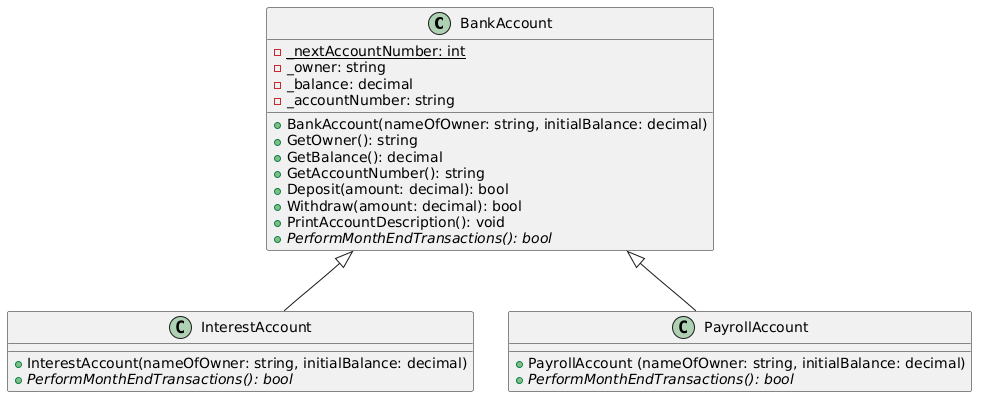 C BankAccount
_nextAccountNumber: int
_owner: string
_balance: decimal
_accountNumber: string
BankAccount(nameOfOwner: string, initialBalance: decimal)
GetOwner(): string
GetBalance(): decimal
GetAccountNumber(): string
Deposit(amount: decimal): bool
Withdraw(amount: decimal): bool
PrintAccountDescription(): void
PerformMonthEndTransactions(): bool
C InterestAccount
InterestAccount(nameOfOwner: string, initialBalance: decimal)
PerformMonthEndTransactions(): bool
C PayrollAccount
PayrollAccount (nameOfOwner: string, initialBalance: decimal)
PerformMonthEndTransactions(): bool